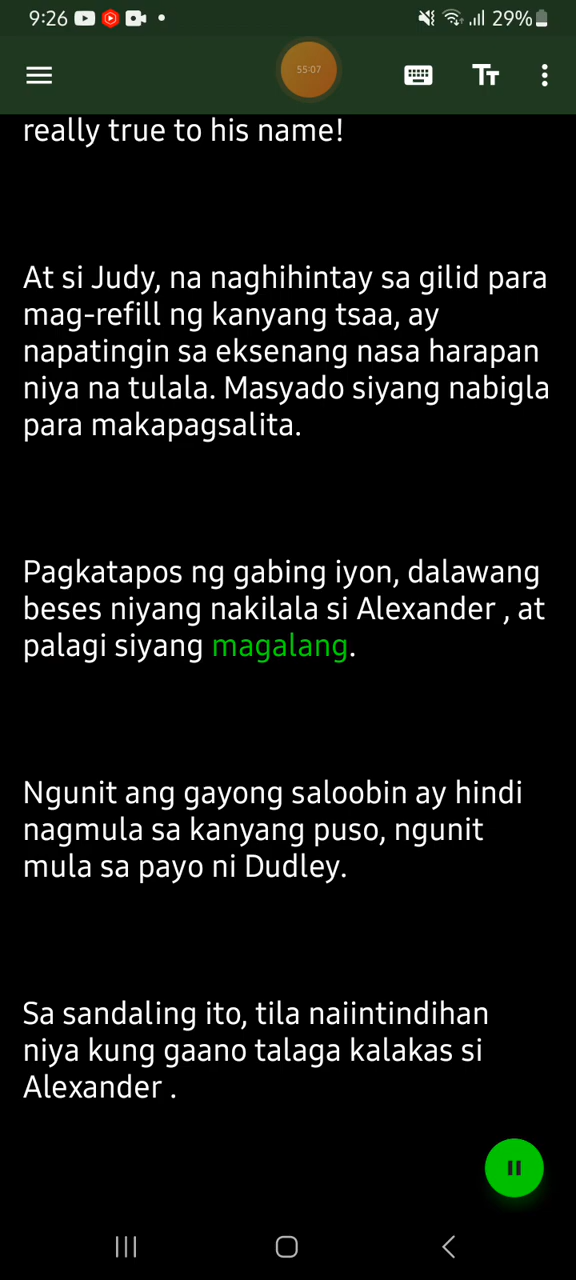 9:26
29%
55:07
TT
really true to his name!
At si Judy, na naghihintay sa gilid para
mag-refill ng kanyang tsaa, ay
napatingin sa eksenang nasa harapan
niya na tulala. Masyado siyang nabigla
para makapagsalita.
Pagkatapos ng gabing iyon, dalawang
beses niyang nakilala si Alexander , at
palagi siyang magalang.
Ngunit ang gayong saloobin ay hindi
nagmula sa kanyang puso, ngunit
mula sa payo ni Dudley.
Sa sandaling ito, tila naiintindihan
niya kung gaano talaga kalakas si
Alexander .